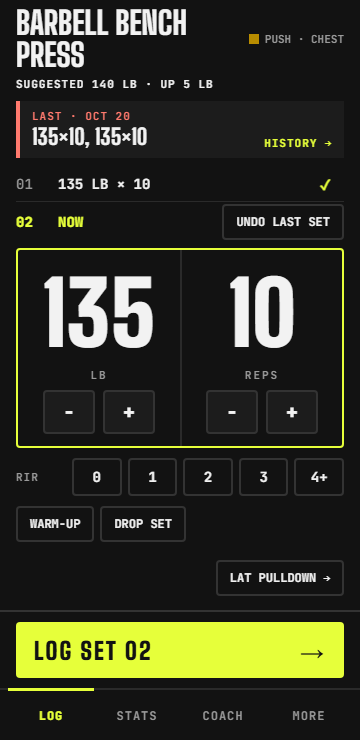 BARBELL BENCH
PRESS
PUSH · CHEST
SUGGESTED 140 LB · UP 5 LB
LAST · OCT 20
135×10, 135×10
HISTORY →
01 135 LB × 10 ✓
02 NOW
UNDO LAST SET
135 10
LB REPS
- + - +
RIR 0 1 2 3 4+
WARM-UP DROP SET
LAT PULLDOWN →
LOG SET 02 →
LOG STATS COACH MORE